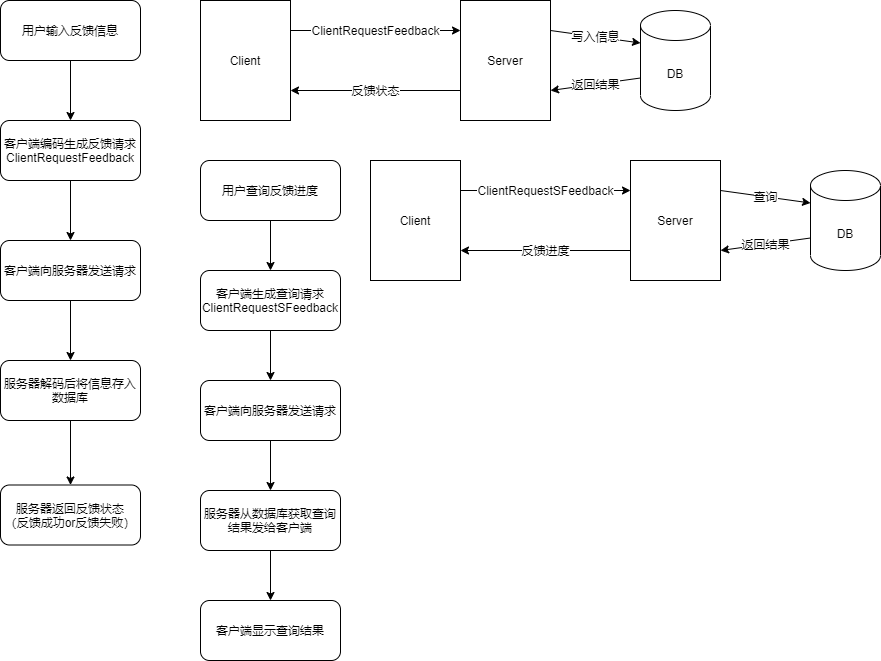 用户输入反馈信息
客户端编码生成反馈请求
ClientRequestFeedback
客户端向服务器发送请求
服务器解码后将信息存入
数据库
服务器返回反馈状态
（反馈成功or反馈失败）
Client
ClientRequestFeedback
反馈状态
Server
写入信息
返回结果
DB
用户查询反馈进度
客户端生成查询请求
ClientRequestSFeedback
客户端向服务器发送请求
服务器从数据库获取查询
结果发给客户端
客户端显示查询结果
Client
ClientRequestSFeedback
反馈进度
Server
查询
返回结果
DB